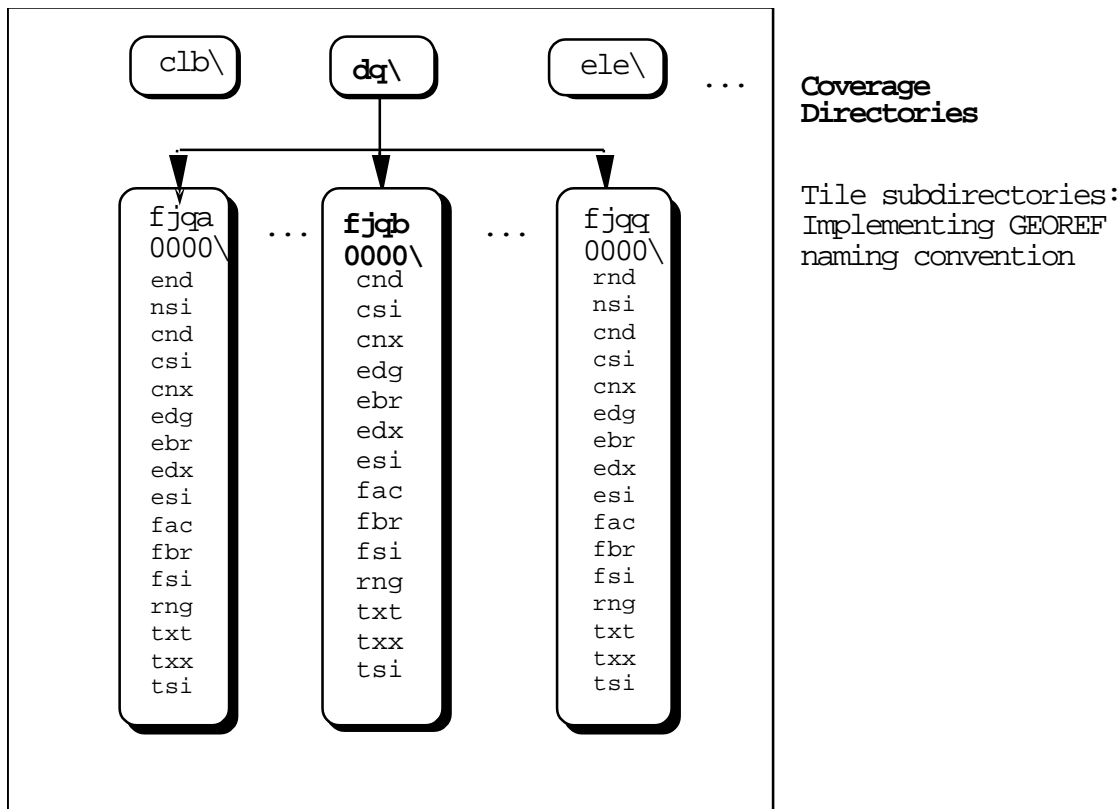 clb\
dq\
ele\
...
Coverage
Directories
Tile subdirectories:
Implementing GEOREF
naming convention
fjqa
0000\
end
nsi
cnd
csi
cnx
edg
ebr
edx
esi
fac
fbr
fsi
rng
txt
txx
tsi
...
fjqb
0000\
cnd
csi
cnx
edg
ebr
edx
esi
fac
fbr
fsi
rng
txt
txx
tsi
...
fjqq
0000\
rnd
nsi
cnd
csi
cnx
edg
ebr
edx
esi
fac
fbr
fsi
rng
txt
txx
tsi